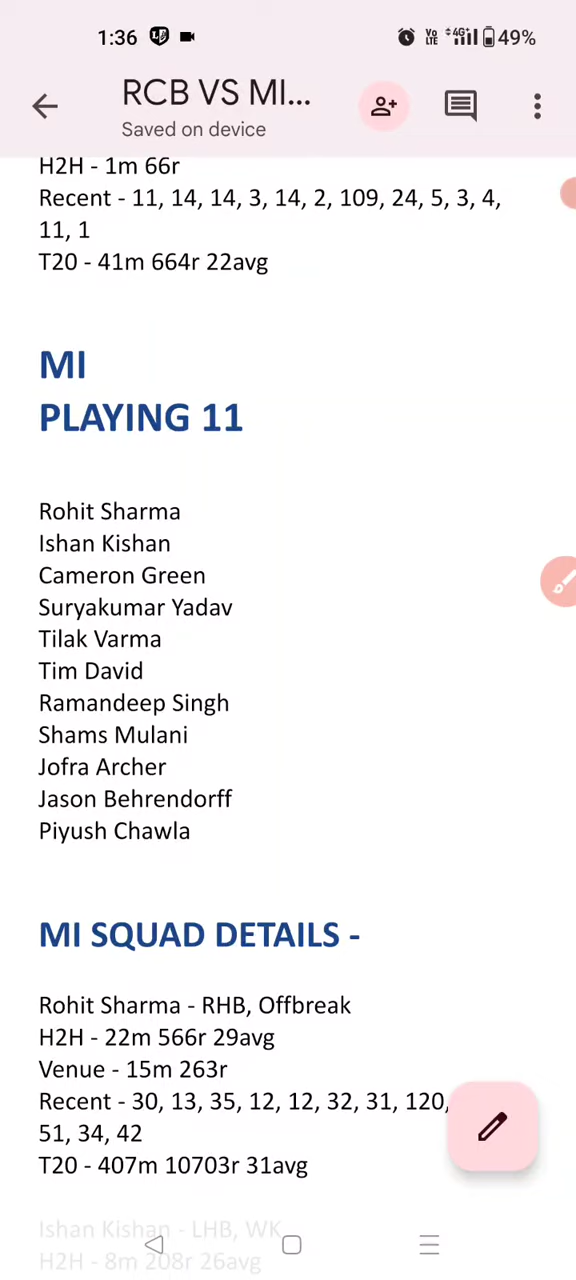 1:36
Vo LTE 4G 49%
RCB VS MI...
Saved on device
H2H - 1m 66r
Recent - 11, 14, 14, 3, 14, 2, 109, 24, 5, 3, 4,
11, 1
T20 - 41m 664r 22avg
MI
PLAYING 11
Rohit Sharma
Ishan Kishan
Cameron Green
Suryakumar Yadav
Tilak Varma
Tim David
Ramandeep Singh
Shams Mulani
Jofra Archer
Jason Behrendorff
Piyush Chawla
MI SQUAD DETAILS -
Rohit Sharma - RHB, Offbreak
H2H - 22m 566r 29avg
Venue - 15m 263r
Recent - 30, 13, 35, 12, 12, 32, 31, 120,
51, 34, 42
T20 - 407m 10703r 31avg
Ishan Kishan - LHB, WK
H2H - 8m 208r 26avg